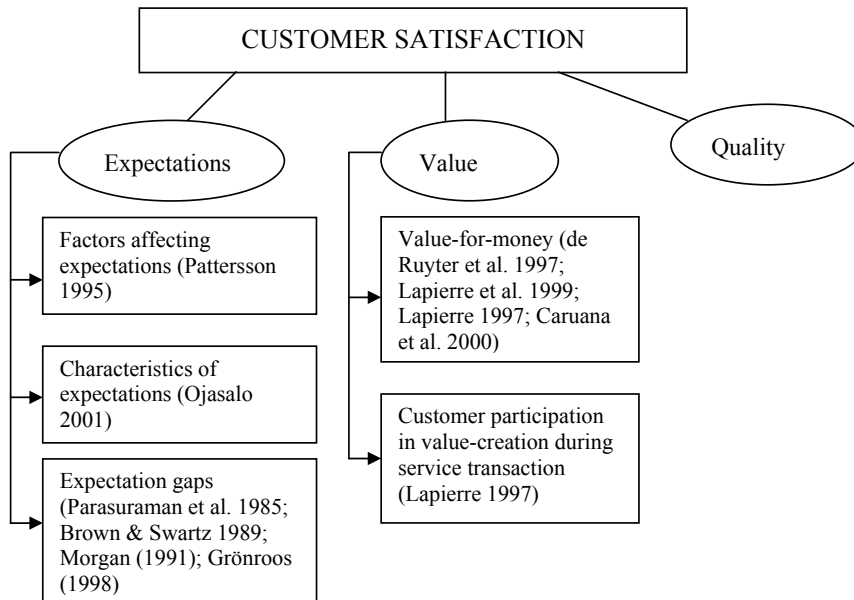 CUSTOMER SATISFACTION
Expectations
Value
Quality
Factors affecting
expectations (Pattersson
1995)
Characteristics of
expectations (Ojasalo
2001)
Expectation gaps
(Parasuraman et al. 1985;
Brown & Swartz 1989;
Morgan (1991); Grönroos
(1998)
Value-for-money (de
Ruyter et al. 1997;
Lapierre et al. 1999;
Lapierre 1997; Caruana
et al. 2000)
Customer participation
in value-creation during
service transaction
(Lapierre 1997)